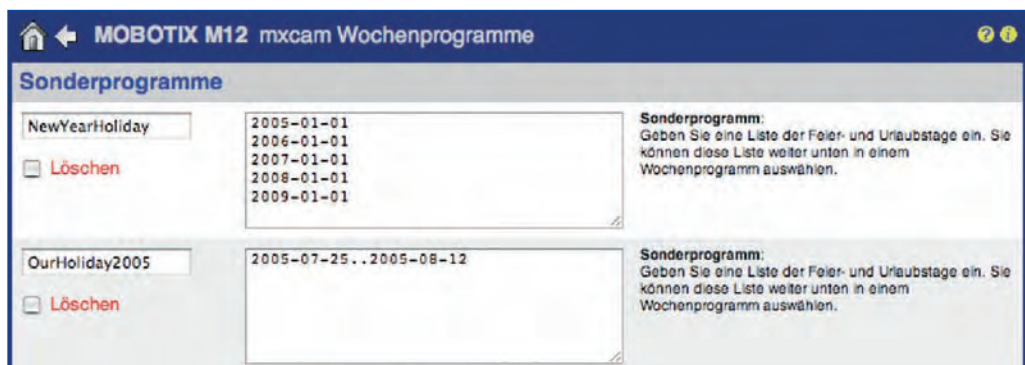 MOBOTIX M12 mxcam Wochenprogramme
? i
Sonderprogramme
NewYearHoliday
Löschen
2005-01-01
2006-01-01
2007-01-01
2008-01-01
2009-01-01
Sonderprogramm:
Geben Sie eine Liste der Feier- und Urlaubstage ein. Sie
können diese Liste weiter unten in einem
Wochenprogramm auswählen.
OurHoliday2005
Löschen
2005-07-25..2005-08-12
Sonderprogramm:
Geben Sie eine Liste der Feier- und Urlaubstage ein. Sie
können diese Liste weiter unten in einem
Wochenprogramm auswählen.